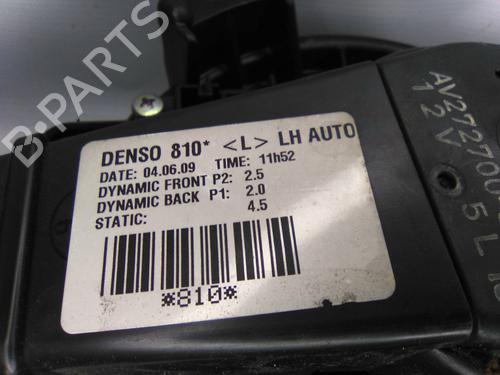 DENSO 810* <L> LH AUTO
DATE: 04.06.09 TIME: 11h52
DYNAMIC FRONT P2: 2.5
DYNAMIC BACK P1: 2.0
STATIC: 4.5
*810*
12V
B-PARTS